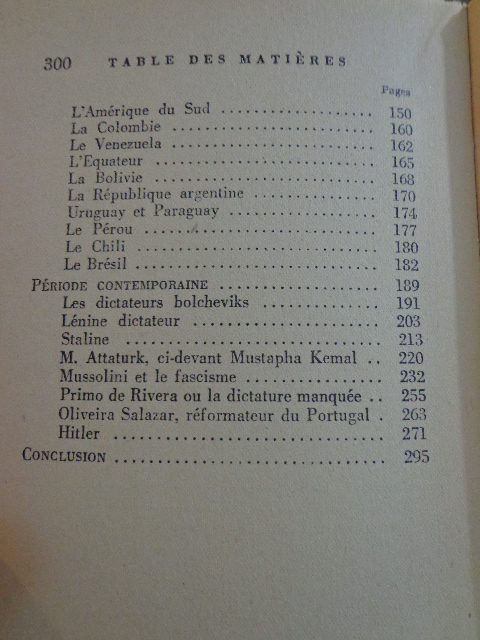 300 TABLE DES MATIÈRES
Pages
L'Amérique du Sud .................. 150
La Colombie ........................ 160
Le Venezuela ....................... 162
L'Equateur ......................... 165
La Bolivie ......................... 168
La République argentine ............. 170
Uruguay et Paraguay ................ 174
Le Pérou ........................... 177
Le Chili ........................... 180
Le Brésil .......................... 182
PÉRIODE CONTEMPORAINE .............. 189
Les dictateurs bolcheviks ........... 191
Lénine dictateur ................... 203
Staline ............................ 213
M. Attaturk, ci-devant Mustapha Kemal .. 220
Mussolini et le fascisme ............ 232
Primo de Rivera ou la dictature manquée .. 255
Oliveira Salazar, réformateur du Portugal . 263
Hitler ............................. 271
CONCLUSION ......................... 295